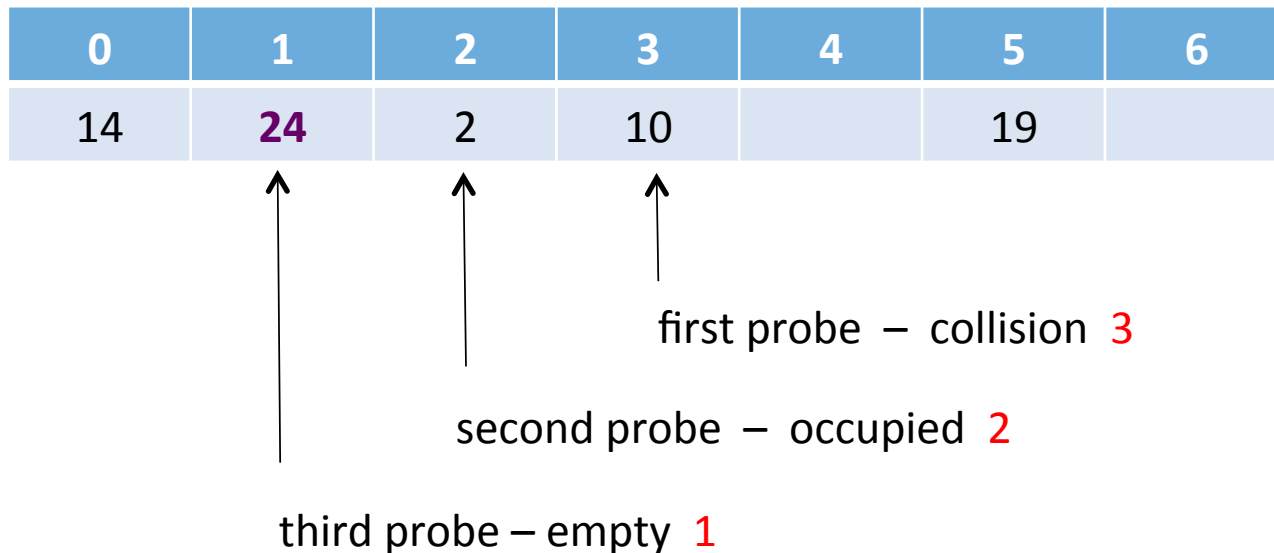 0 1 2 3 4 5 6
14 24 2 10 19
first probe – collision 3
second probe – occupied 2
third probe – empty 1